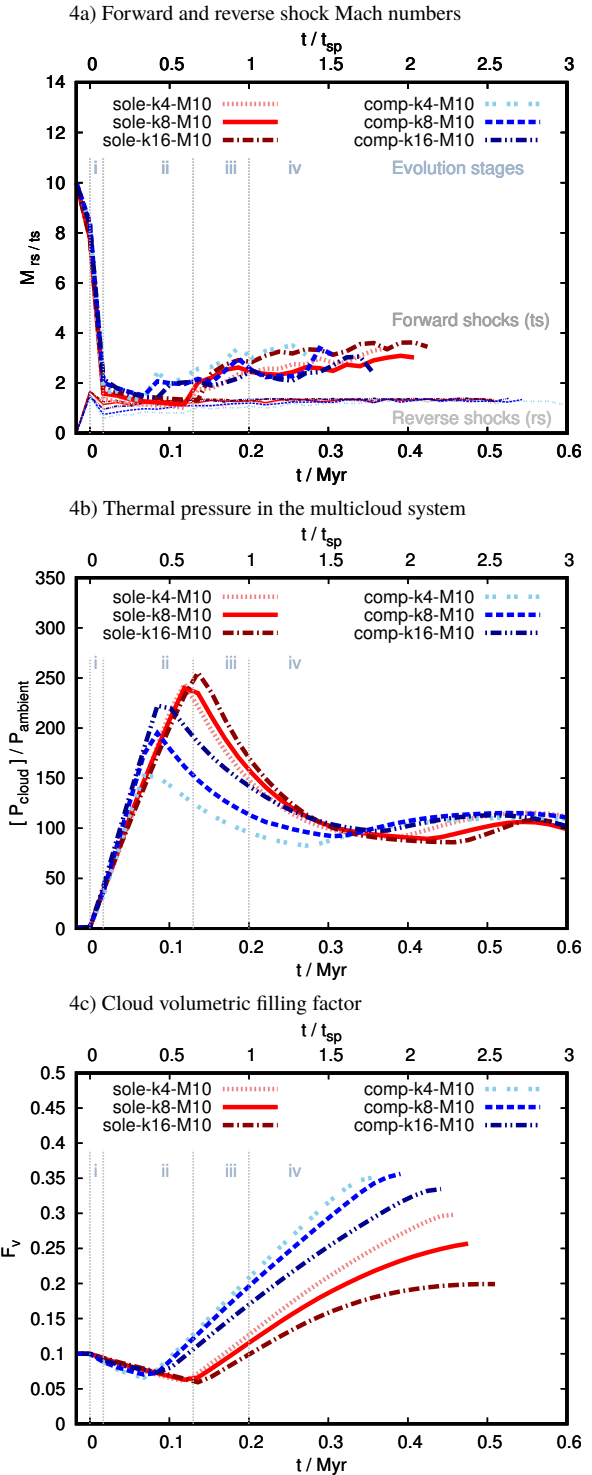 4a) Forward and reverse shock Mach numbers
t / tsp
0 0.5 1 1.5 2 2.5 3
14
sole-k4-M10 comp-k4-M10
sole-k8-M10 comp-k8-M10
12
sole-k16-M10 comp-k16-M10
i ii iii iv Evolution stages
10
8
Mrs / ts
6
Forward shocks (ts)
4
2
Reverse shocks (rs)
0
0 0.1 0.2 0.3 0.4 0.5 0.6
t / Myr
4b) Thermal pressure in the multicloud system
t / tsp
0 0.5 1 1.5 2 2.5 3
350
sole-k4-M10 comp-k4-M10
sole-k8-M10 comp-k8-M10
300
sole-k16-M10 comp-k16-M10
i ii iii iv
250
200
[ Pcloud ] / Pambient
150
100
50
0
0 0.1 0.2 0.3 0.4 0.5 0.6
t / Myr
4c) Cloud volumetric filling factor
t / tsp
0 0.5 1 1.5 2 2.5 3
0.5
sole-k4-M10 comp-k4-M10
0.45
sole-k8-M10 comp-k8-M10
sole-k16-M10 comp-k16-M10
0.4
i ii iii iv
0.35
0.3
0.25
Fv
0.2
0.15
0.1
0.05
0
0 0.1 0.2 0.3 0.4 0.5 0.6
t / Myr